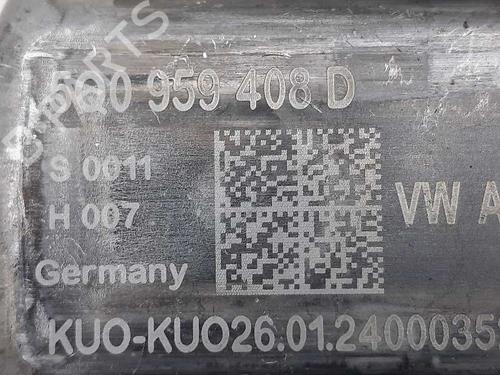 5Q0 959 408 D
S 0011
H 007
VW A
Germany
KUO-KUO26.01.2400035